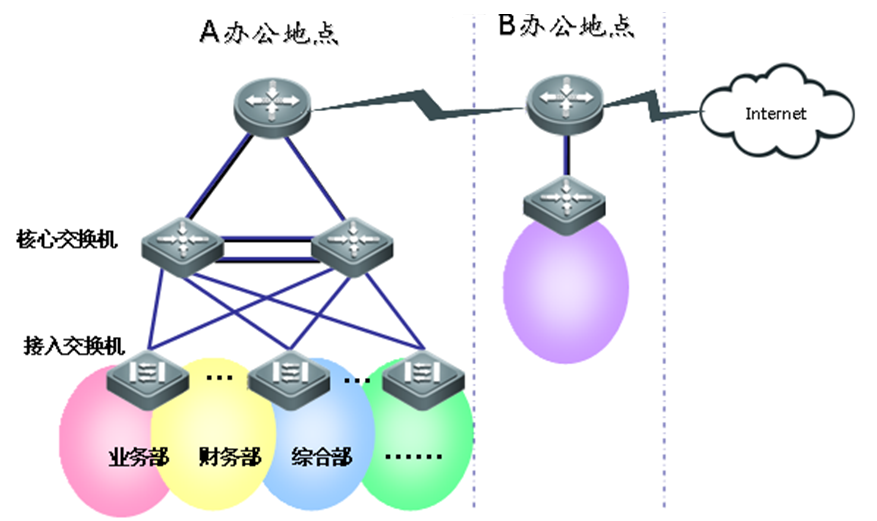 A办公地点
B办公地点
Internet
核心交换机
接入交换机
...
...
业务部
财务部
综合部
......